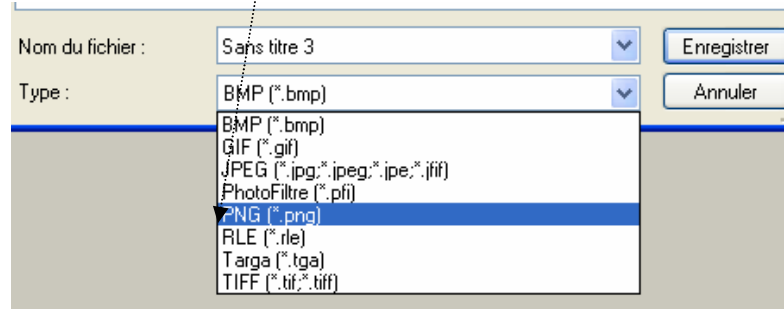 Nom du fichier : Sans titre 3 Enregistrer
Type : BMP (*.bmp) Annuler
BMP (*.bmp)
GIF (*.gif)
JPEG (*.jpg;*.jpeg;*.jpe;*.jfif)
PhotoFiltre (*.pfi)
PNG (*.png)
RLE (*.rle)
Targa (*.tga)
TIFF (*.tif;*.tiff)